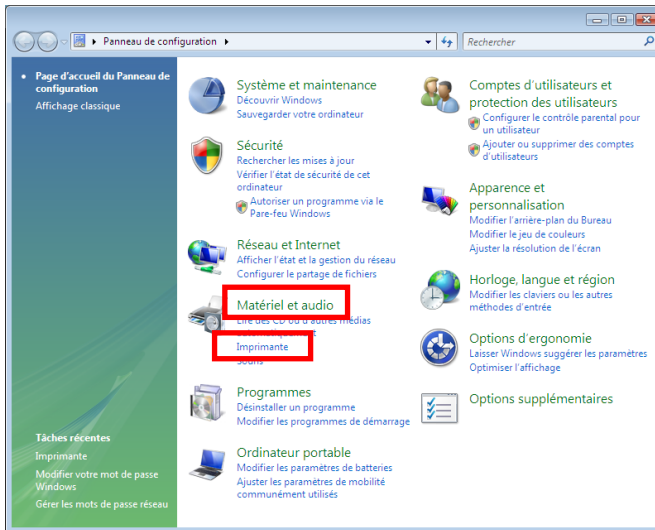 Panneau de configuration
Rechercher
Page d'accueil du Panneau de
configuration
Affichage classique
Système et maintenance
Découvrir Windows
Sauvegarder votre ordinateur
Sécurité
Rechercher les mises à jour
Vérifier l'état de sécurité de cet
ordinateur
Autoriser un programme via le
Pare-feu Windows
Réseau et Internet
Afficher l'état et la gestion du réseau
Configurer le partage de fichiers
Matériel et audio
Lire des CD ou d'autres médias
automatiquement
Imprimante
Souris
Programmes
Désinstaller un programme
Modifier les programmes de démarrage
Ordinateur portable
Modifier les paramètres de batteries
Ajuster les paramètres de mobilité
communément utilisés
Comptes d'utilisateurs et
protection des utilisateurs
Configurer le contrôle parental pour
un utilisateur
Ajouter ou supprimer des comptes
d'utilisateurs
Apparence et
personnalisation
Modifier l'arrière-plan du Bureau
Modifier le jeu de couleurs
Ajuster la résolution de l'écran
Horloge, langue et région
Modifier les claviers ou les autres
méthodes d'entrée
Options d'ergonomie
Laisser Windows suggérer les paramètres
Optimiser l'affichage
Options supplémentaires
Tâches récentes
Imprimante
Modifier votre mot de passe
Windows
Gérer les mots de passe réseau